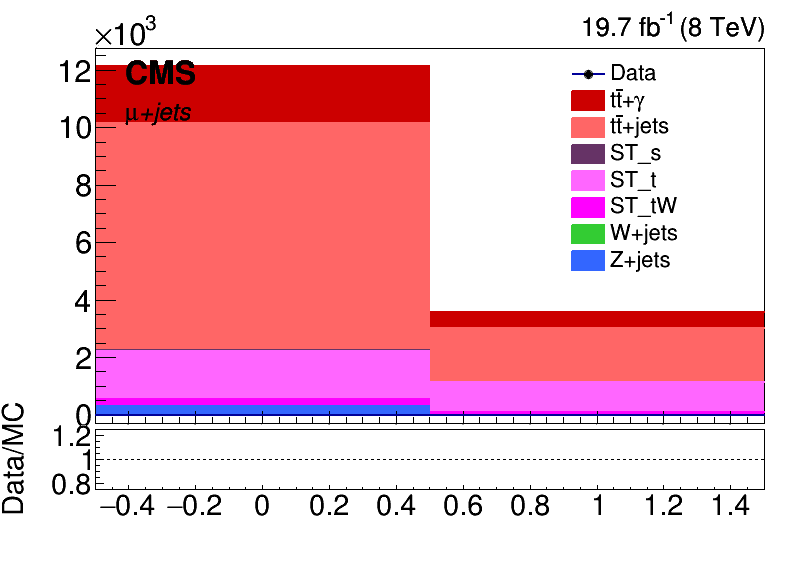 ×10³
19.7 fb⁻¹ (8 TeV)
CMS
μ+jets
Data
tt̄+γ
tt̄+jets
ST_s
ST_t
ST_tW
W+jets
Z+jets
12
10
8
6
4
2
0
Data/MC
1.2
1
0.8
−0.4 −0.2 0 0.2 0.4 0.6 0.8 1 1.2 1.4